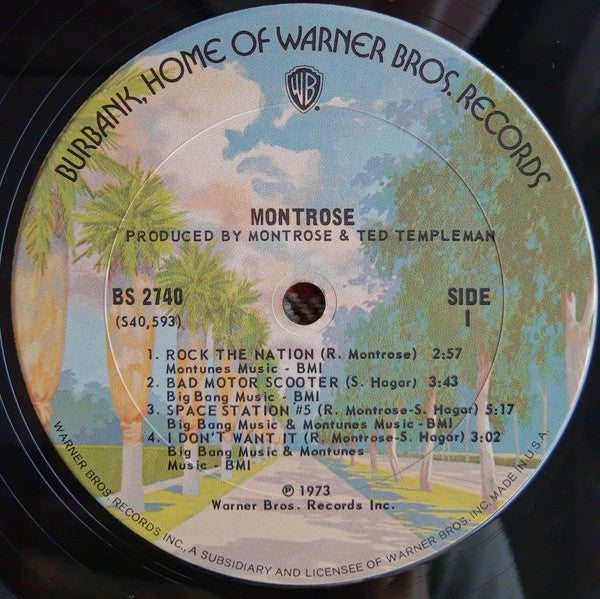 BURBANK, HOME OF WARNER BROS. RECORDS
WB
MONTROSE
PRODUCED BY MONTROSE & TED TEMPLEMAN
BS 2740
(S40,593)
SIDE
1
1. ROCK THE NATION (R. Montrose) 2:57
Montunes Music - BMI
2. BAD MOTOR SCOOTER (S. Hagar) 3:43
Big Bang Music - BMI
3. SPACE STATION #5 (R. Montrose-S. Hagar) 5:17
Big Bang Music & Montunes Music - BMI
4. I DON'T WANT IT (R. Montrose-S. Hagar) 3:02
Big Bang Music & Montunes
Music - BMI
℗ 1973
Warner Bros. Records Inc.
WARNER BROS. RECORDS INC., A SUBSIDIARY AND LICENSEE OF WARNER BROS. INC. MADE IN U.S.A.